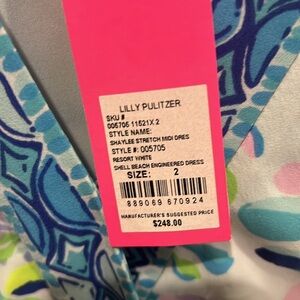 LILLY PULITZER
SKU #
005705 11521X 2
STYLE NAME:
SHAYLEE STRETCH MIDI DRES
STYLE #: 005705
RESORT WHITE
SHELL BEACH ENGINEERED DRESS
SIZE: 2
889069 670924
MANUFACTURER'S SUGGESTED PRICE
$248.00